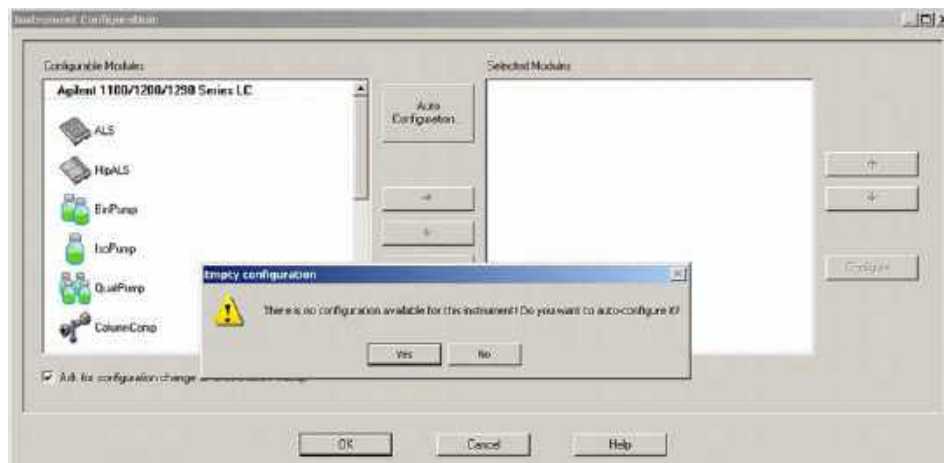 Instrument Configuration
Configurable Modules
Selected Modules
Agilent 1100/1200/1290 Series LC
ALS
HipALS
BinPump
IsoPump
QuatPump
ColumnComp
Auto
Configuration...
Configure
Empty configuration
There is no configuration available for this instrument! Do you want to auto-configure it?
Yes
No
Ask for configuration change
OK
Cancel
Help